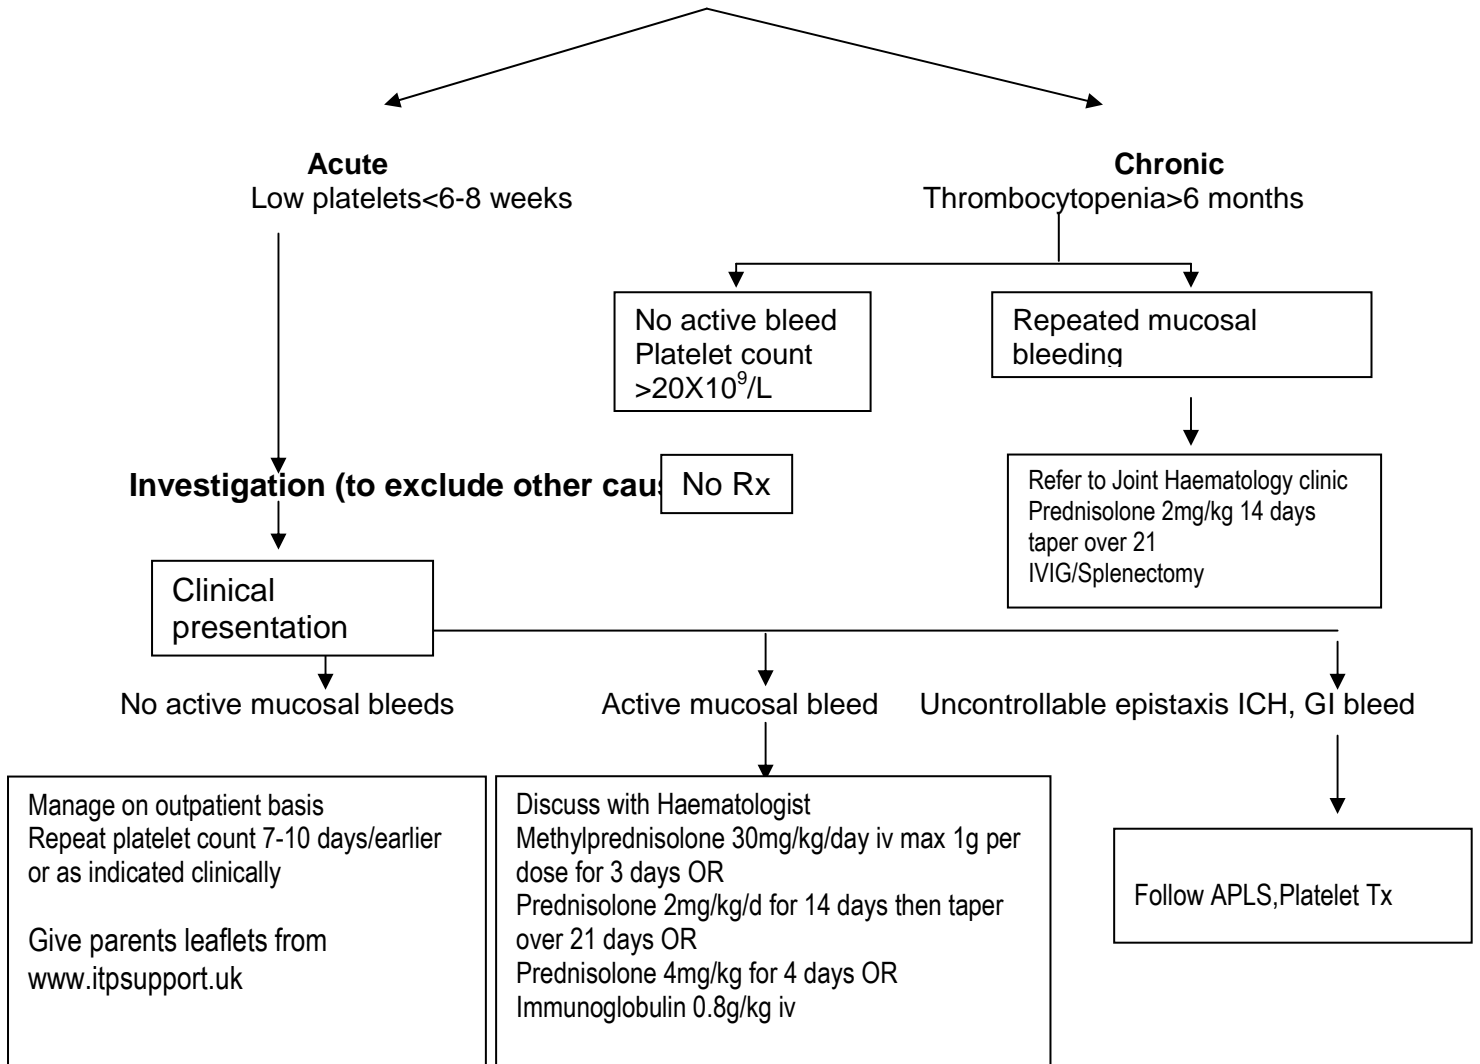 Acute
Low platelets<6-8 weeks
Chronic
Thrombocytopenia>6 months
No active bleed
Platelet count
>20X10⁹/L
Repeated mucosal
bleeding
Investigation (to exclude other cau
No Rx
Refer to Joint Haematology clinic
Prednisolone 2mg/kg 14 days
taper over 21
IVIG/Splenectomy
Clinical
presentation
No active mucosal bleeds
Active mucosal bleed
Uncontrollable epistaxis ICH, GI bleed
Manage on outpatient basis
Repeat platelet count 7-10 days/earlier
or as indicated clinically
Give parents leaflets from
www.itpsupport.uk
Discuss with Haematologist
Methylprednisolone 30mg/kg/day iv max 1g per
dose for 3 days OR
Prednisolone 2mg/kg/d for 14 days then taper
over 21 days OR
Prednisolone 4mg/kg for 4 days OR
Immunoglobulin 0.8g/kg iv
Follow APLS,Platelet Tx